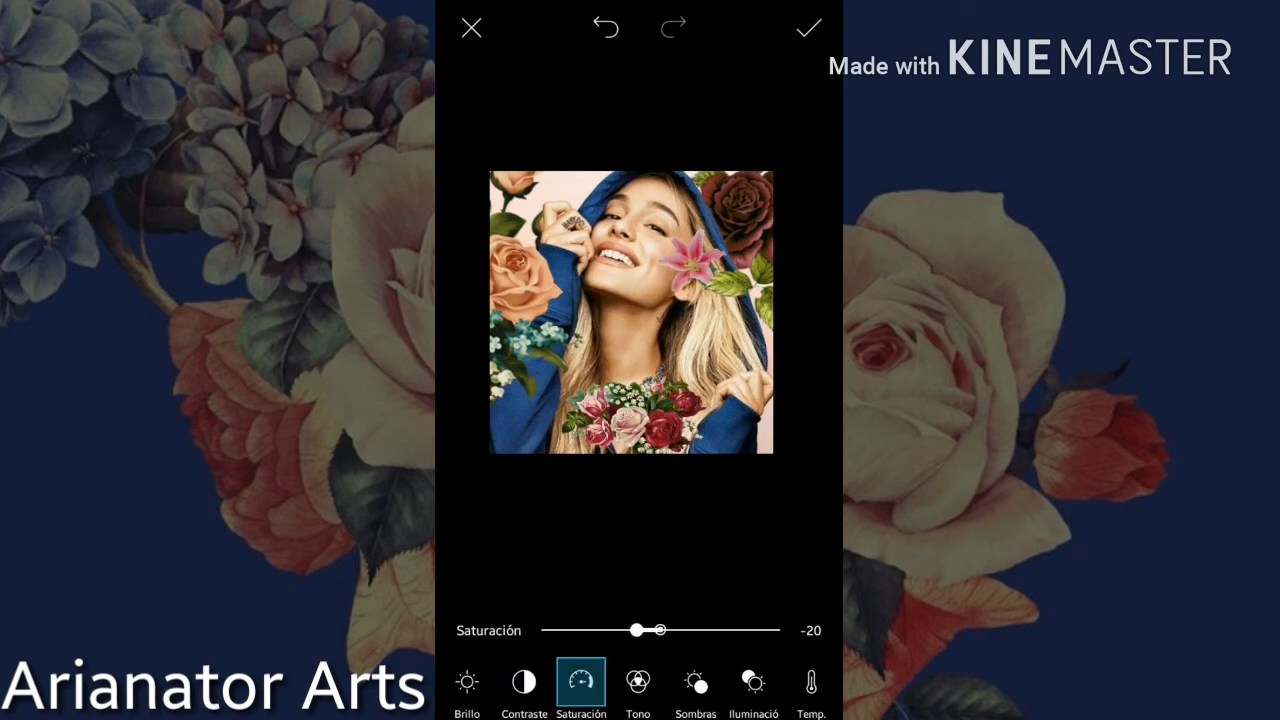 Made with KINEMASTER
Saturación
-20
Brillo
Contraste
Saturación
Tono
Sombras
Iluminació
Temp.
Arianator Arts